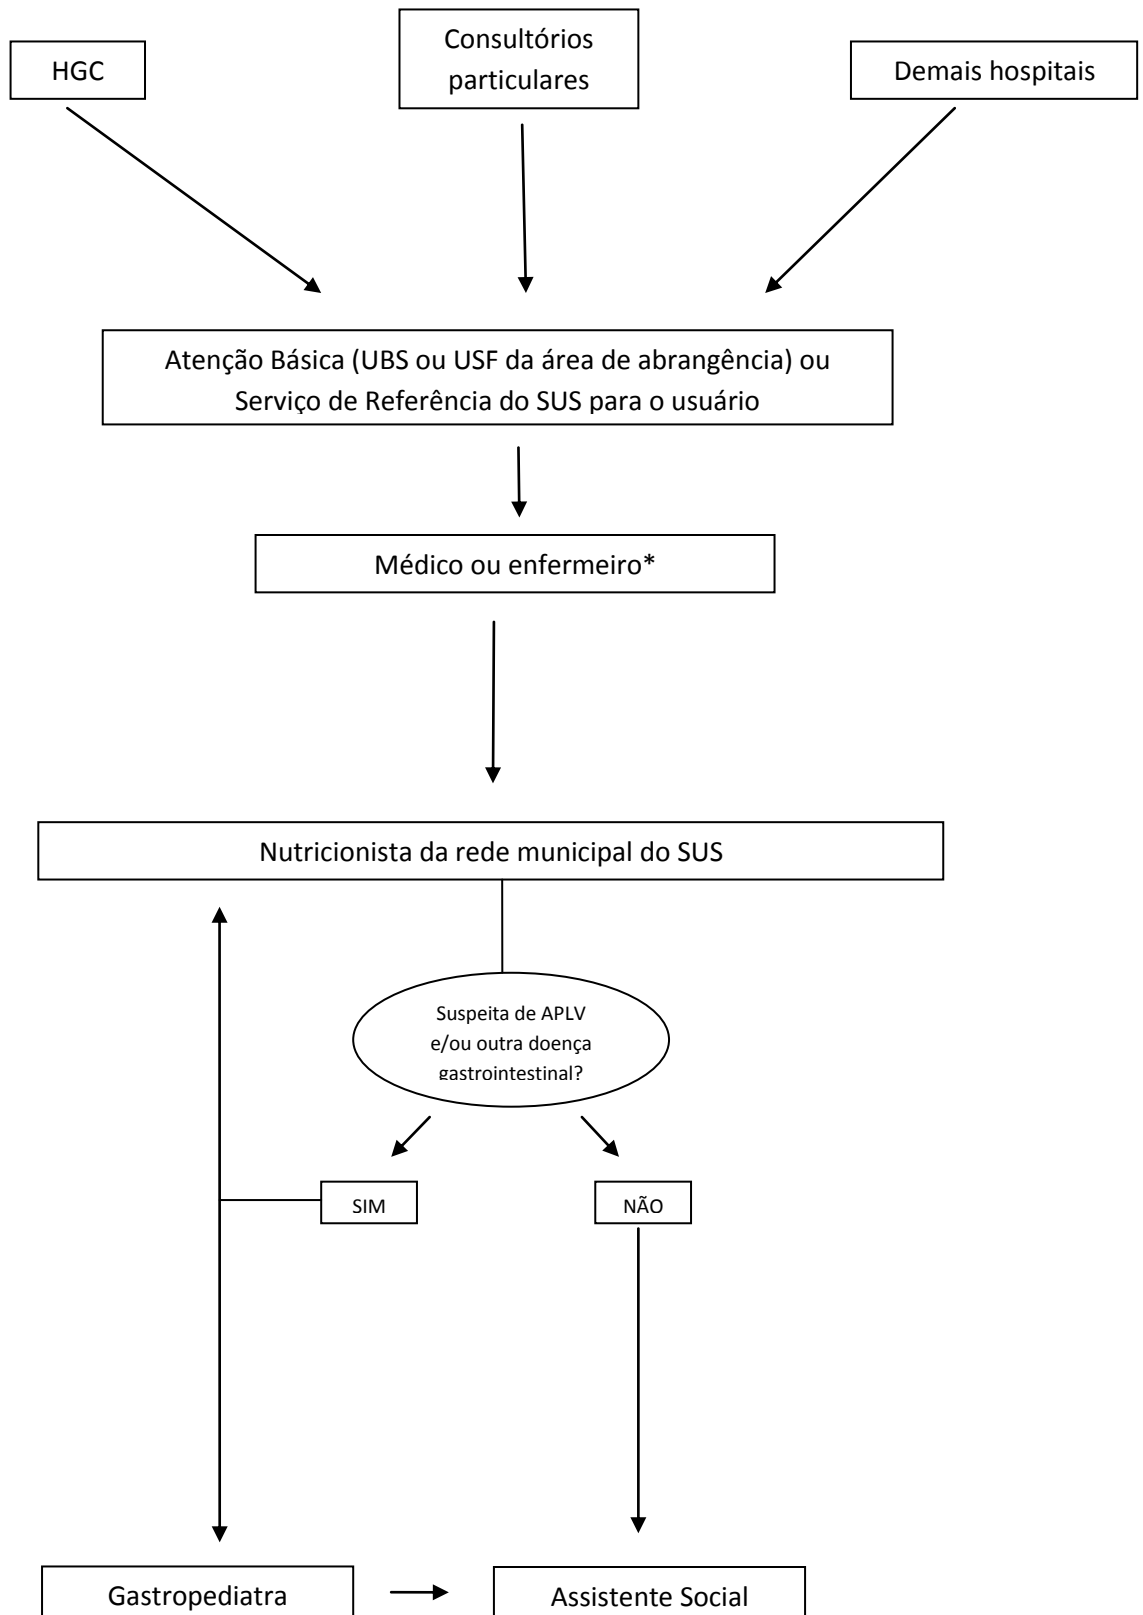 HGC
Consultórios
particulares
Demais hospitais
Atenção Básica (UBS ou USF da área de abrangência) ou
Serviço de Referência do SUS para o usuário
Médico ou enfermeiro*
Nutricionista da rede municipal do SUS
Suspeita de APLV
e/ou outra doença
gastrointestinal?
SIM
NÃO
Gastropediatra
Assistente Social